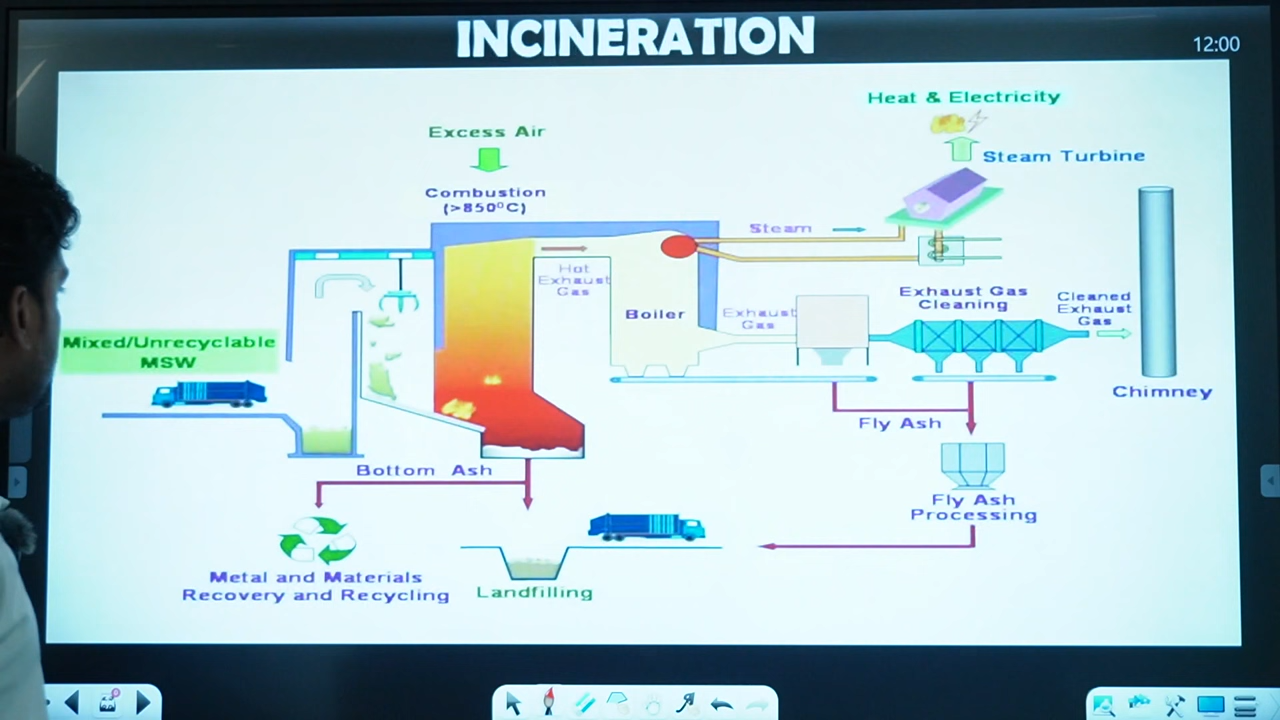 INCINERATION
12:00
Heat & Electricity
Excess Air
Steam Turbine
Combustion
(>850⁰C)
Steam
Hot
Exhaust
Gas
Exhaust Gas
Cleaning
Cleaned
Exhaust
Gas
Boiler
Exhaust
Gas
Mixed/Unrecyclable
MSW
Chimney
Fly Ash
Bottom Ash
Fly Ash
Processing
Metal and Materials
Recovery and Recycling
Landfilling